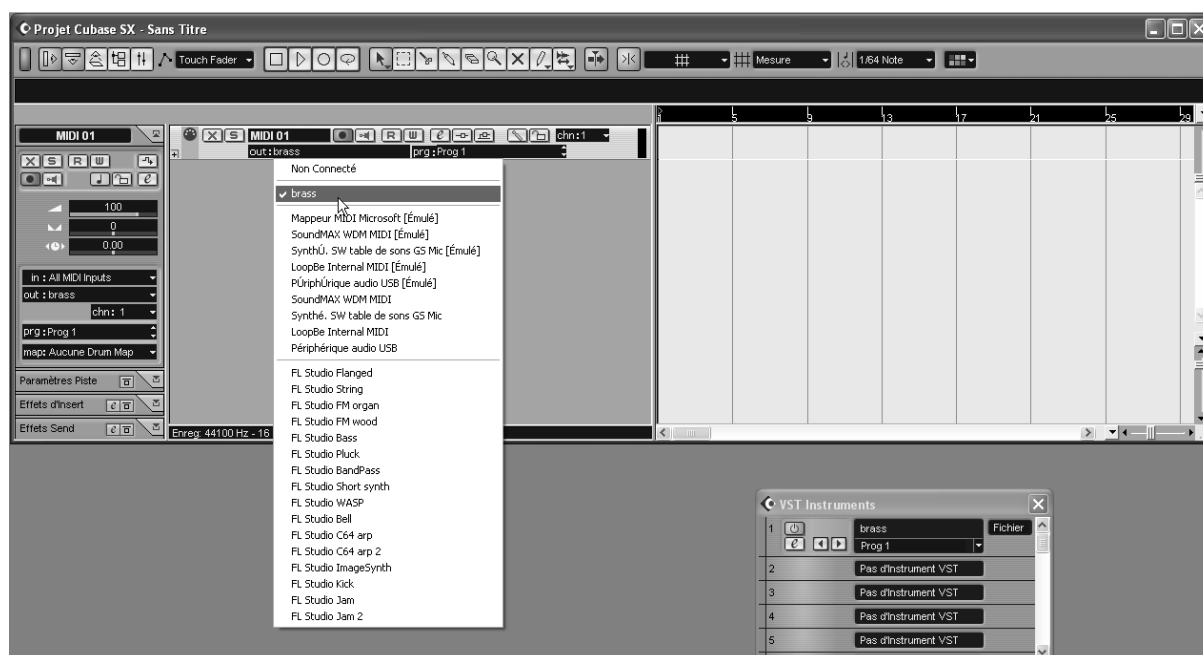 Projet Cubase SX - Sans Titre
Touch Fader
Mesure
1/64 Note
1 5 9 13 17 21 25 29
MIDI 01
X S MIDI 01 R W e chn:1
out:brass prg:Prog 1
X S R W
e
100
0
0.00
in : All MIDI Inputs
out : brass
chn: 1
prg :Prog 1
map: Aucune Drum Map
Paramètres Piste
Effets d'Insert e
Effets Send e
Enreg: 44100 Hz - 16
Non Connecté
brass
Mappeur MIDI Microsoft [Émulé]
SoundMAX WDM MIDI [Émulé]
SynthÚ. SW table de sons GS Mic [Émulé]
LoopBe Internal MIDI [Émulé]
PÚriphÚrique audio USB [Émulé]
SoundMAX WDM MIDI
Synthé. SW table de sons GS Mic
LoopBe Internal MIDI
Périphérique audio USB
FL Studio Flanged
FL Studio String
FL Studio FM organ
FL Studio FM wood
FL Studio Bass
FL Studio Pluck
FL Studio BandPass
FL Studio Short synth
FL Studio WASP
FL Studio Bell
FL Studio C64 arp
FL Studio C64 arp 2
FL Studio ImageSynth
FL Studio Kick
FL Studio Jam
FL Studio Jam 2
VST Instruments
1 brass Fichier
e Prog 1
2 Pas d'Instrument VST
3 Pas d'Instrument VST
4 Pas d'Instrument VST
5 Pas d'Instrument VST